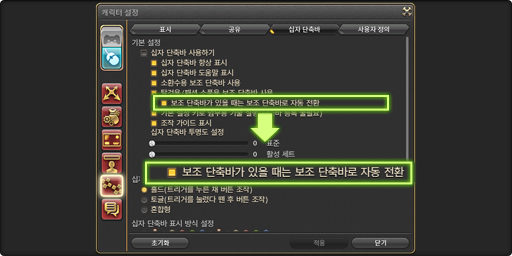 캐릭터 설정
표시
공유
십자 단축바
사용자 정의
기본 설정
십자 단축바 사용하기
십자 단축바 항상 표시
십자 단축바 도움말 표시
소환수용 보조 단축바 사용
탈것용/패션 소품용 보조 단축바 사용
보조 단축바가 있을 때는 보조 단축바로 자동 전환
조작 가이드 표시
십자 단축바 투명도 설정
0 표준
0 활성 세트
보조 단축바가 있을 때는 보조 단축바로 자동 전환
홀드(트리거를 누른 채 버튼 조작)
토글(트리거를 눌렀다 뗀 후 버튼 조작)
혼합형
십자 단축바 표시 방식 설정
초기화
적용
닫기